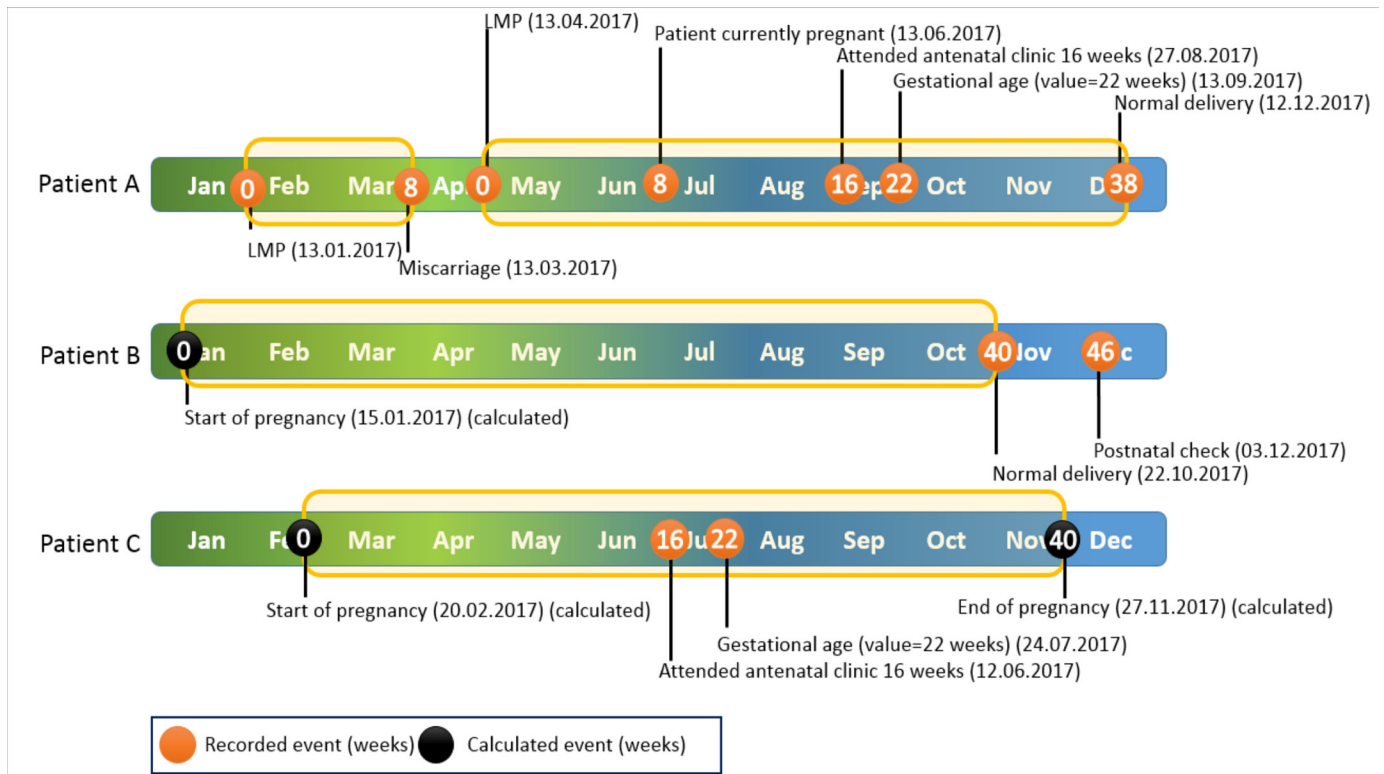 LMP (13.04.2017)
Patient currently pregnant (13.06.2017)
Attended antenatal clinic 16 weeks (27.08.2017)
Gestational age (value=22 weeks) (13.09.2017)
Normal delivery (12.12.2017)
Patient A
Jan 0 Feb Mar 8 Ap 0 May Jun 8 Jul Aug 16 ep 22 Oct Nov D 38
LMP (13.01.2017)
Miscarriage (13.03.2017)
Patient B
0 an Feb Mar Apr May Jun Jul Aug Sep Oct 40 Nov 46 c
Start of pregnancy (15.01.2017) (calculated)
Postnatal check (03.12.2017)
Normal delivery (22.10.2017)
Patient C
Jan Fe 0 Mar Apr May Jun 16 Ju 22 Aug Sep Oct Nov 40 Dec
Start of pregnancy (20.02.2017) (calculated)
End of pregnancy (27.11.2017) (calculated)
Gestational age (value=22 weeks) (24.07.2017)
Attended antenatal clinic 16 weeks (12.06.2017)
Recorded event (weeks) Calculated event (weeks)